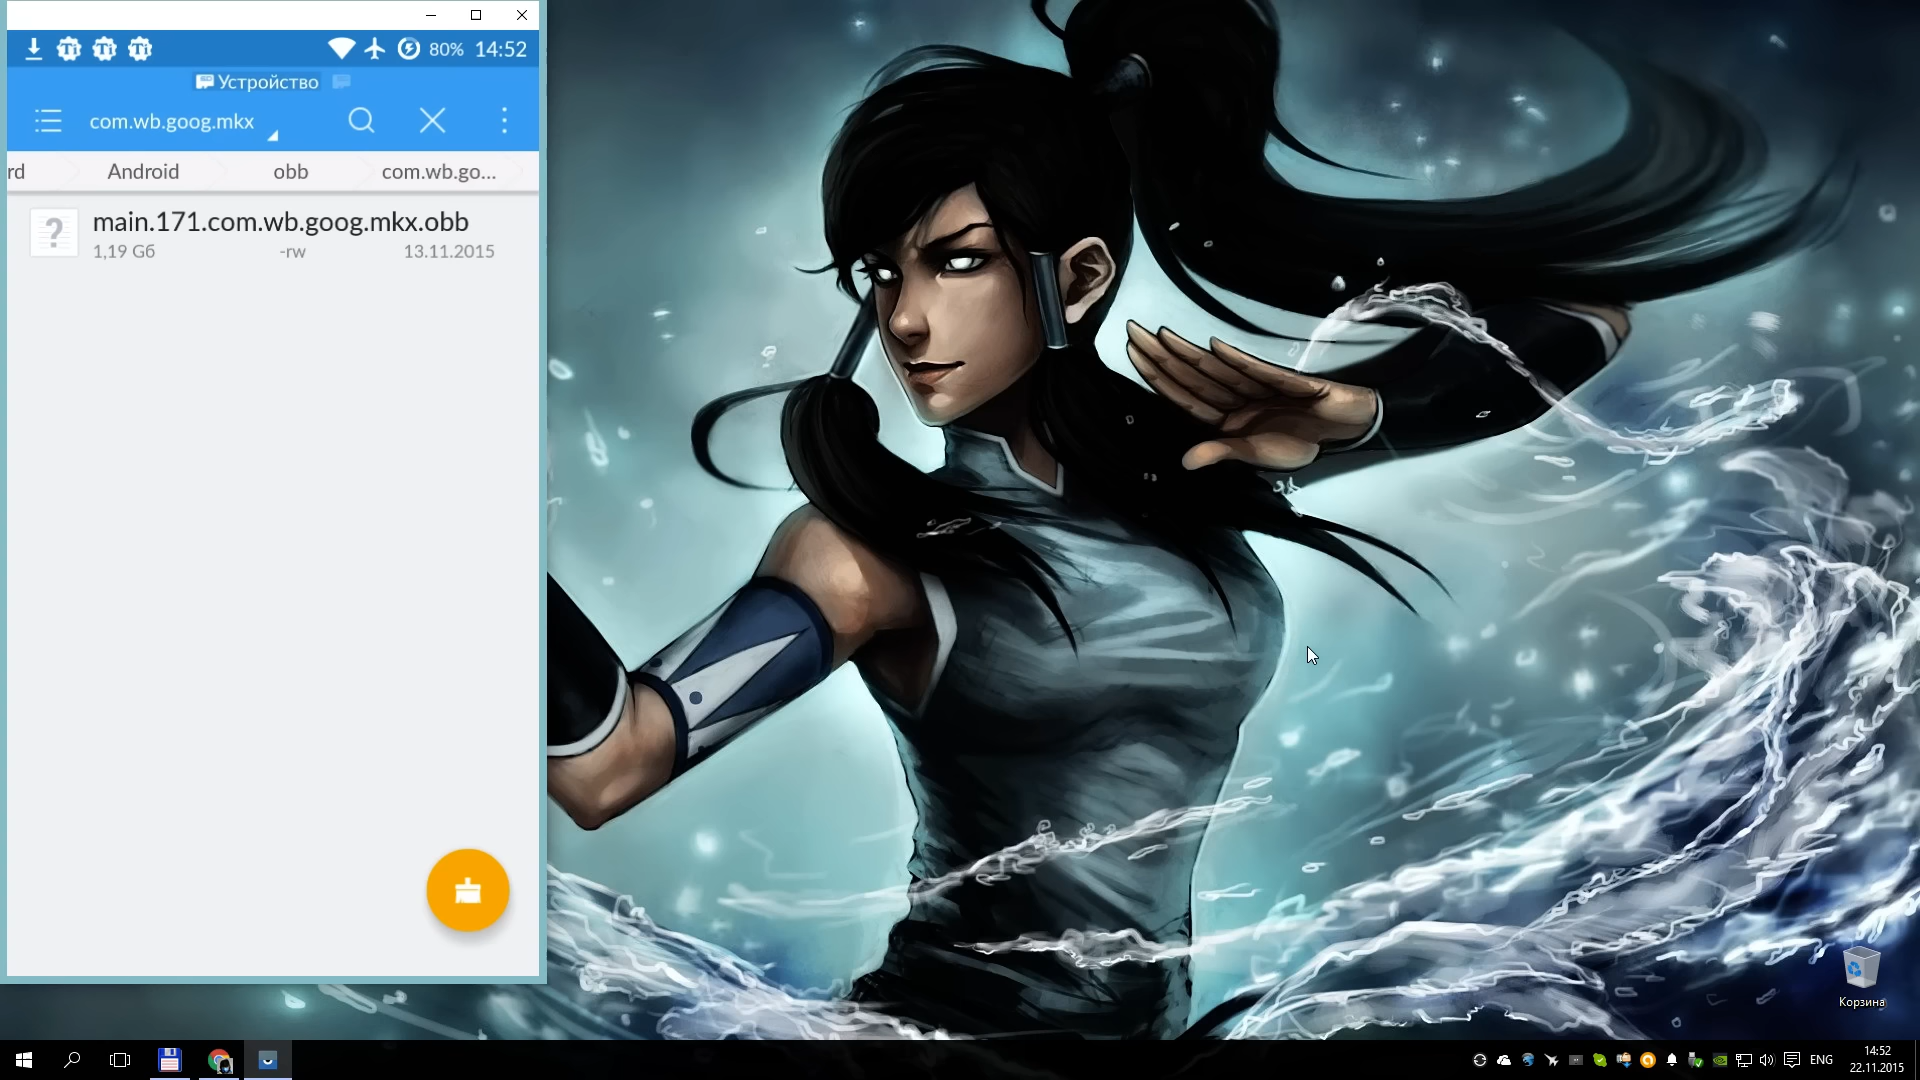 80% 14:52
Устройство
com.wb.goog.mkx
rd Android obb com.wb.go...
main.171.com.wb.goog.mkx.obb
1,19 Гб -rw 13.11.2015
Корзина
ENG 14:52
22.11.2015